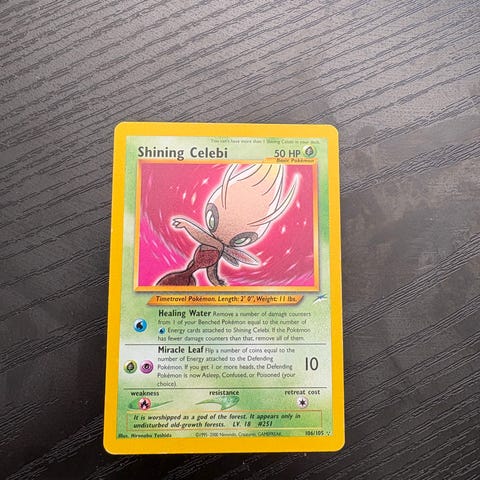 You can't have more than 1 Shining Celebi in your deck.
Shining Celebi
50 HP
Basic Pokémon
Timetravel Pokémon. Length: 2' 0", Weight: 11 lbs.
Healing Water Remove a number of damage counters
from 1 of your Benched Pokémon equal to the number
of Energy cards attached to Shining Celebi. If the Pokémon
has fewer damage counters than that, remove all of them.
Miracle Leaf Flip a number of coins equal to the
number of Energy attached to the Defending
Pokémon. If you get 1 or more heads, the Defending
Pokémon is now Asleep, Confused, or Poisoned (your
choice).
10
weakness
resistance
retreat cost
It is worshipped as a god of the forest. It appears only in
undisturbed old-growth forests. LV. 18 #251
Illus. Hironobu Yoshida
©1995, 2000 Nintendo, Creatures, GAMEFREAK.
106/105